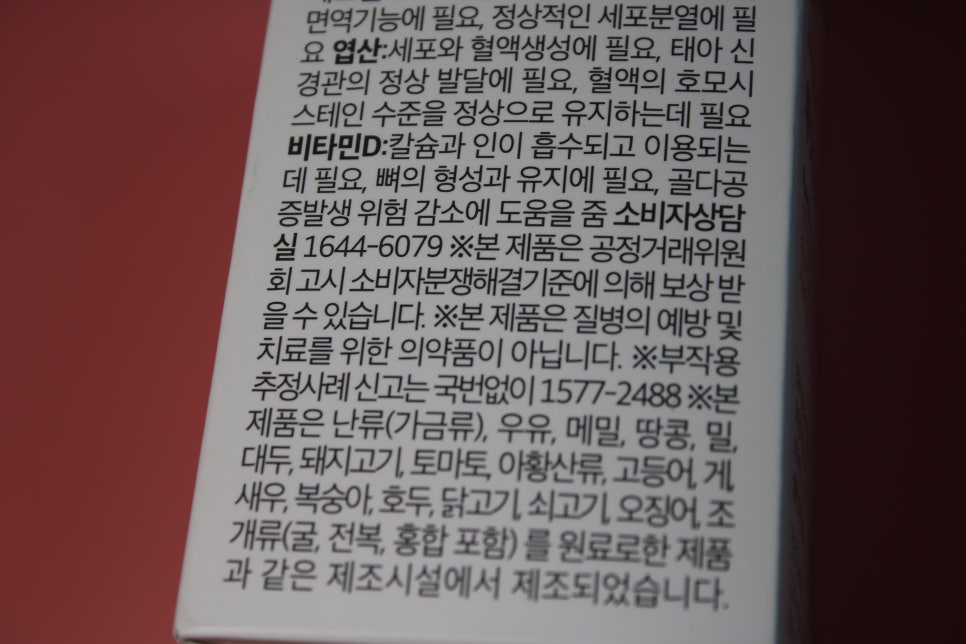 면역기능에 필요, 정상적인 세포분열에 필
요 엽산:세포와 혈액생성에 필요, 태아 신
경관의 정상 발달에 필요, 혈액의 호모시
스테인 수준을 정상으로 유지하는데 필요
비타민D:칼슘과 인이 흡수되고 이용되는
데 필요, 뼈의 형성과 유지에 필요, 골다공
증발생 위험 감소에 도움을 줌 소비자상담
실 1644-6079 ※본 제품은 공정거래위원
회 고시 소비자분쟁해결기준에 의해 보상 받
을 수 있습니다. ※본 제품은 질병의 예방 및
치료를 위한 의약품이 아닙니다. ※부작용
추정사례 신고는 국번없이 1577-2488 ※본
제품은 난류(가금류), 우유, 메밀, 땅콩, 밀,
대두, 돼지고기, 토마토, 아황산류, 고등어, 게,
새우, 복숭아, 호두, 닭고기, 쇠고기, 오징어, 조
개류(굴, 전복, 홍합 포함) 를 원료로한 제품
과 같은 제조시설에서 제조되었습니다.